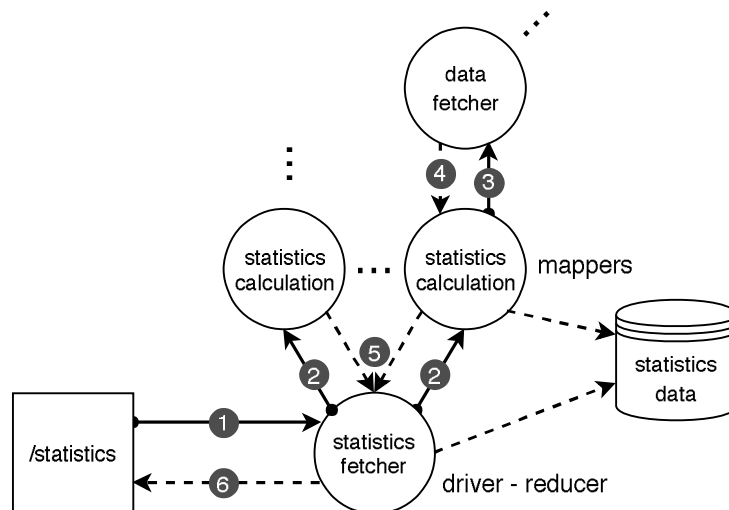 data
fetcher
4
3
statistics
calculation
statistics
calculation
mappers
5
2
2
statistics
data
1
/statistics
statistics
fetcher
6
driver - reducer